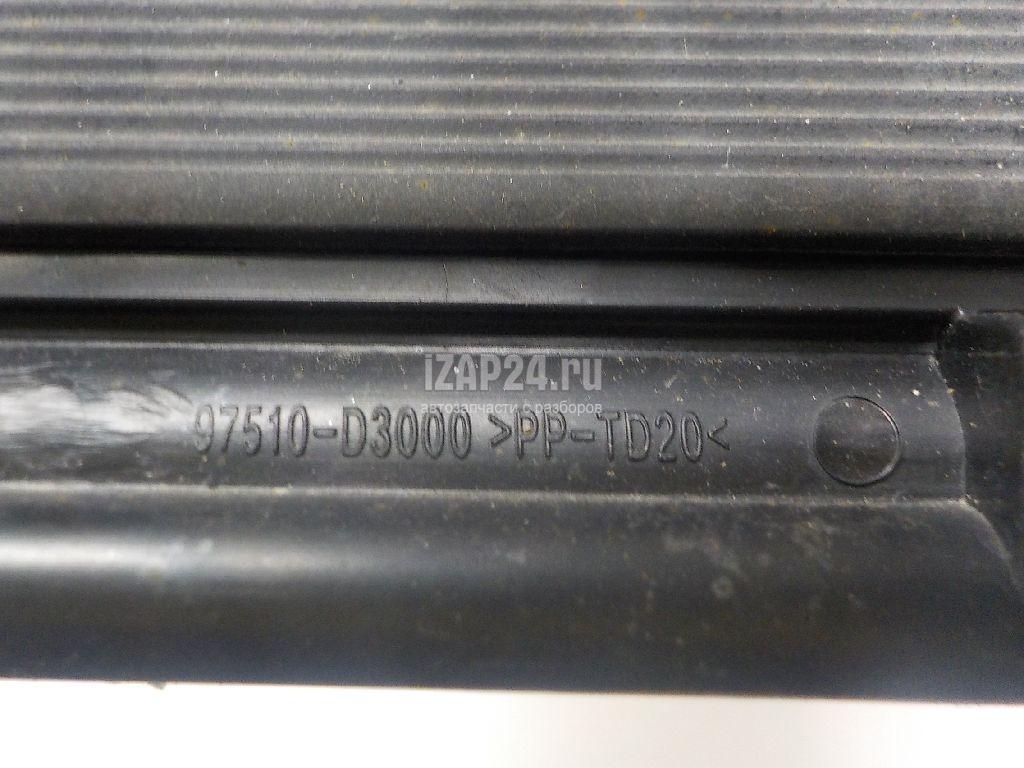 iZAP24.ru
автозапчасти с разборов
97510-D3000 >PP-TD20<